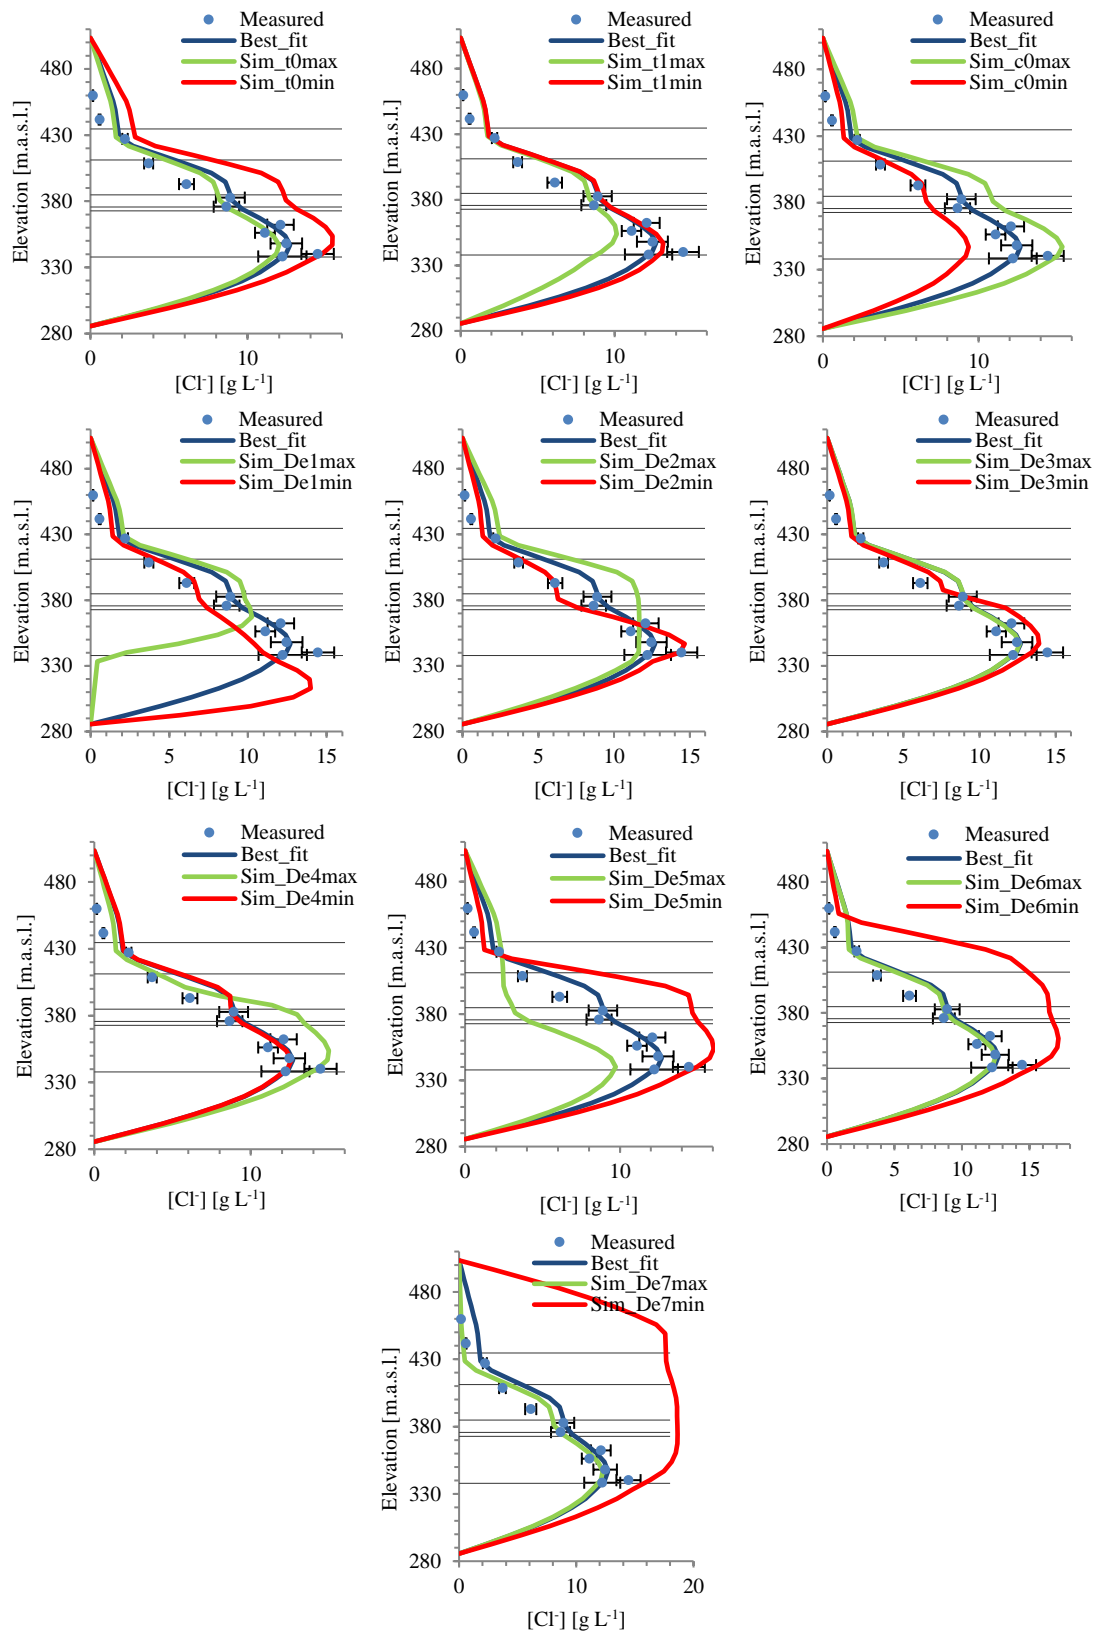 Measured
Best_fit
Sim_t0max
Sim_t0min
480
430
380
330
280
0
10
Elevation [m.a.s.l.]
[Cl-] [g L-1]
Measured
Best_fit
Sim_t1max
Sim_t1min
480
430
380
330
280
0
10
Elevation [m.a.s.l.]
[Cl-] [g L-1]
Measured
Best_fit
Sim_c0max
Sim_c0min
480
430
380
330
280
0
10
Elevation [m.a.s.l.]
[Cl-] [g L-1]
Measured
Best_fit
Sim_De1max
Sim_De1min
480
430
380
330
280
0 5 10 15
Elevation [m.a.s.l.]
[Cl-] [g L-1]
Measured
Best_fit
Sim_De2max
Sim_De2min
480
430
380
330
280
0 5 10 15
Elevation [m.a.s.l.]
[Cl-] [g L-1]
Measured
Best_fit
Sim_De3max
Sim_De3min
480
430
380
330
280
0 5 10 15
Elevation [m.a.s.l.]
[Cl-] [g L-1]
Measured
Best_fit
Sim_De4max
Sim_De4min
480
430
380
330
280
0 10
Elevation [m.a.s.l.]
[Cl-] [g L-1]
Measured
Best_fit
Sim_De5max
Sim_De5min
480
430
380
330
280
0 10
Elevation [m.a.s.l.]
[Cl-] [g L-1]
Measured
Best_fit
Sim_De6max
Sim_De6min
480
430
380
330
280
0 5 10 15
Elevation [m.a.s.l.]
[Cl-] [g L-1]
Measured
Best_fit
Sim_De7max
Sim_De7min
480
430
380
330
280
0 10 20
Elevation [m.a.s.l.]
[Cl-] [g L-1]